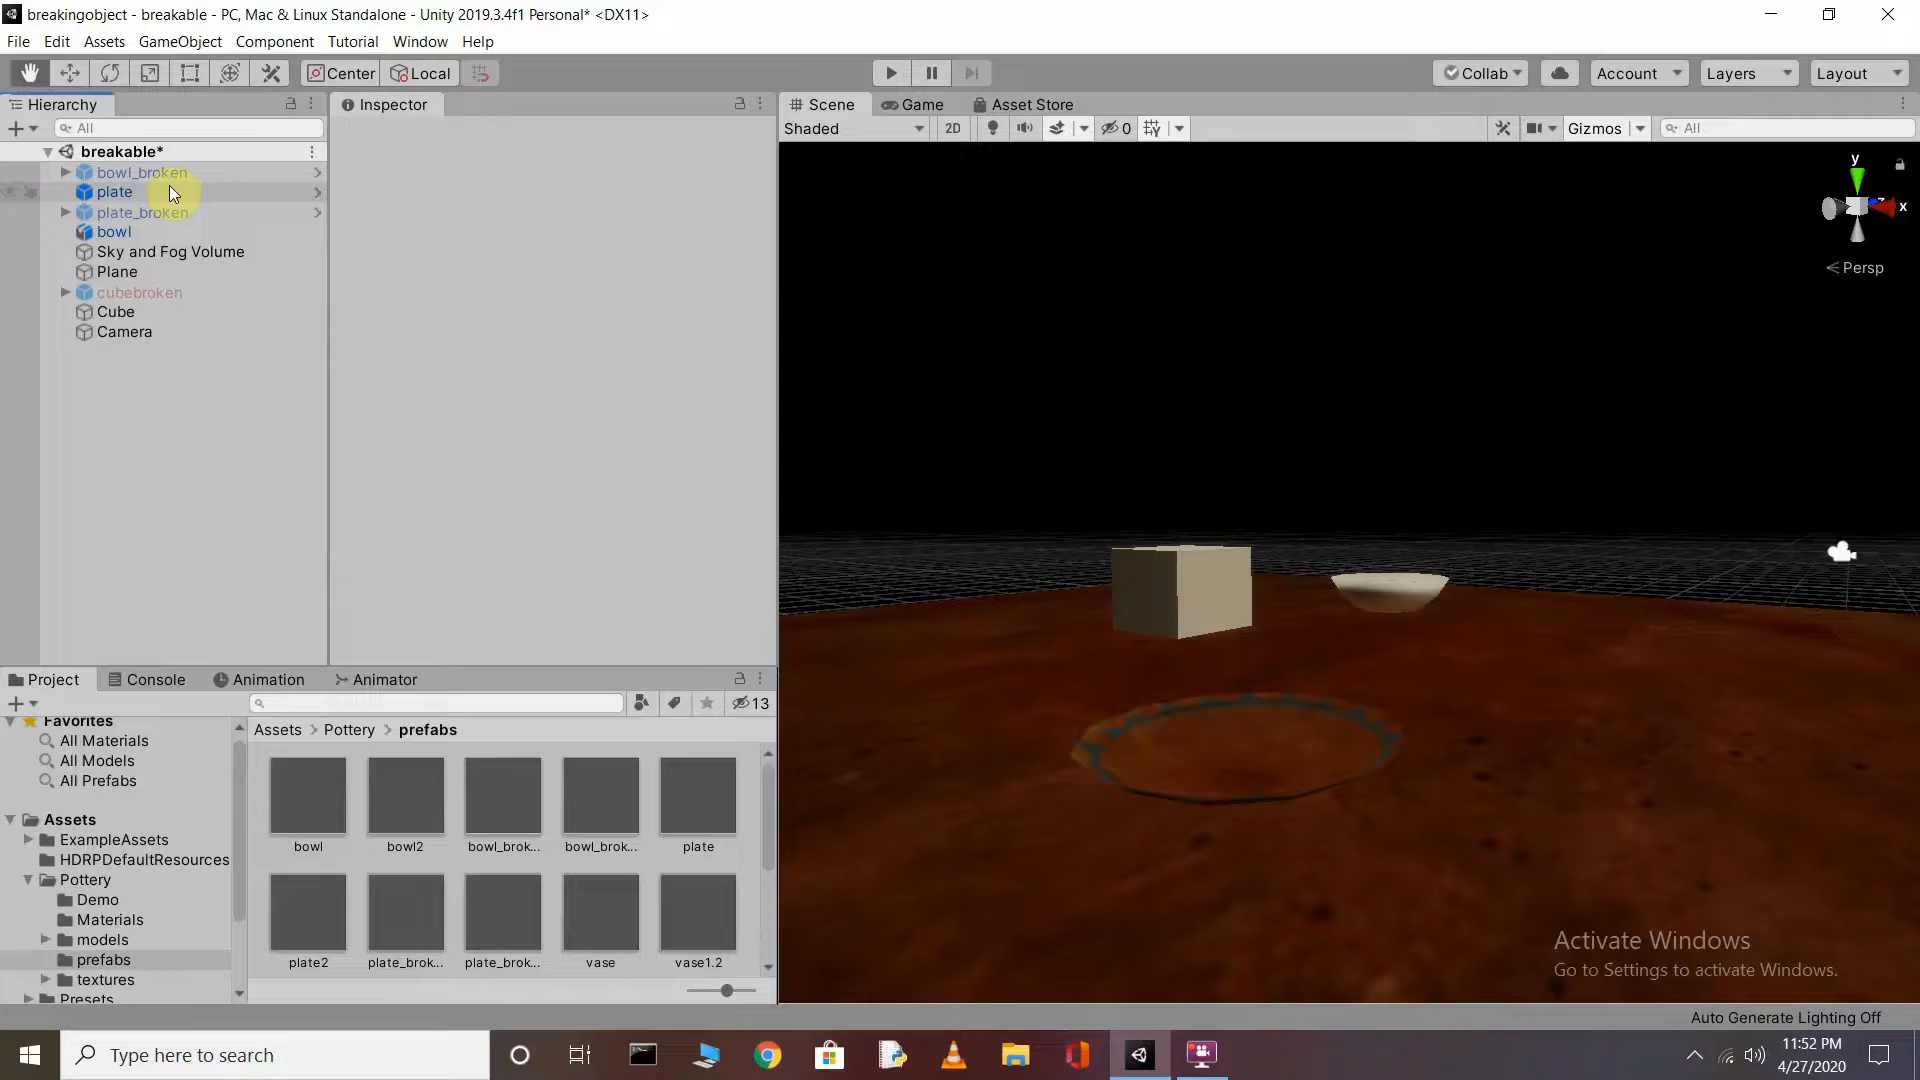 breakingobject - breakable - PC, Mac & Linux Standalone - Unity 2019.3.4f1 Personal* <DX11>
File Edit Assets GameObject Component Tutorial Window Help
Center Local Collab Account Layers Layout
Hierarchy
All
breakable*
bowl_broken
plate
plate_broken
bowl
Sky and Fog Volume
Plane
cubebroken
Cube
Camera
Inspector
Scene Game Asset Store
Shaded 2D 0 Gizmos All
y
x
Persp
Project Console Animation Animator
13
Favorites
All Materials
All Models
All Prefabs
Assets
ExampleAssets
HDRPDefaultResources
Pottery
Demo
Materials
models
prefabs
textures
Presets
Assets > Pottery > prefabs
bowl bowl2 bowl_brok... bowl_brok... plate
plate2 plate_brok... plate_brok... vase vase1.2
Activate Windows
Go to Settings to activate Windows.
Auto Generate Lighting Off
Type here to search
11:52 PM
4/27/2020